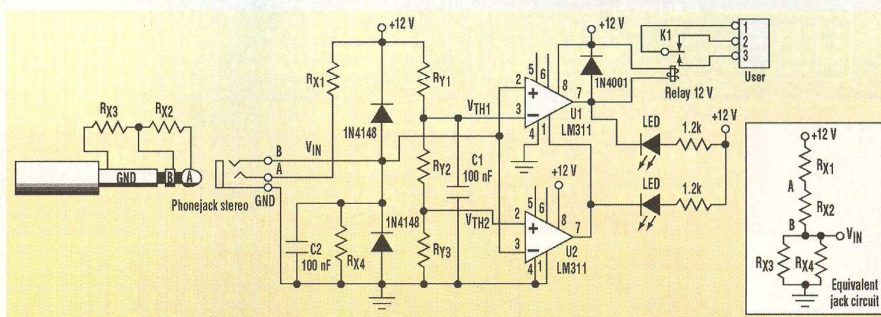 +12 V
RX1
RY1
1N4148
VTH1
5
6
2
+
3
−
8
7
4
1
U1
LM311
+12 V
1N4001
K1
Relay 12 V
1
2
3
User
LED
1.2k
+12 V
LED
1.2k
RX3
RX2
GND
B
A
Phonejack stereo
VIN
B
A
GND
RY2
C1
100 nF
1N4148
VTH2
C2
100 nF
RX4
RY3
5
6
+12 V
2
+
3
−
8
7
4
1
U2
LM311
+12 V
RX1
A
RX2
B
VIN
RX3
RX4
Equivalent
jack circuit